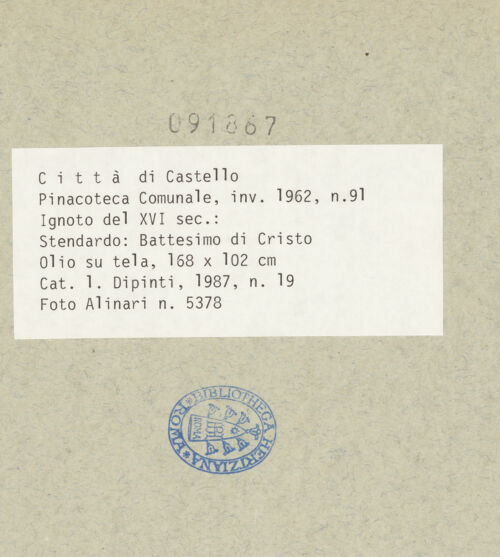 091867
C i t t à  di Castello
Pinacoteca Comunale, inv. 1962, n.91
Ignoto del XVI sec.:
Stendardo: Battesimo di Cristo
Olio su tela, 168 x 102 cm
Cat. l. Dipinti, 1987, n. 19
Foto Alinari n. 5378
*BIBLIOTHECA HERTZIANA*ROMA